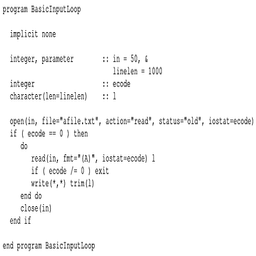 program BasicInputLoop
implicit none
integer, parameter :: in = 50, &
linelen = 1000
integer :: ecode
character(len=linelen) :: l
open(in, file="afile.txt", action="read", status="old", iostat=ecode)
if ( ecode == 0 ) then
do
read(in, fmt="(A)", iostat=ecode) l
if ( ecode /= 0 ) exit
write(*,*) trim(l)
end do
close(in)
end if
end program BasicInputLoop